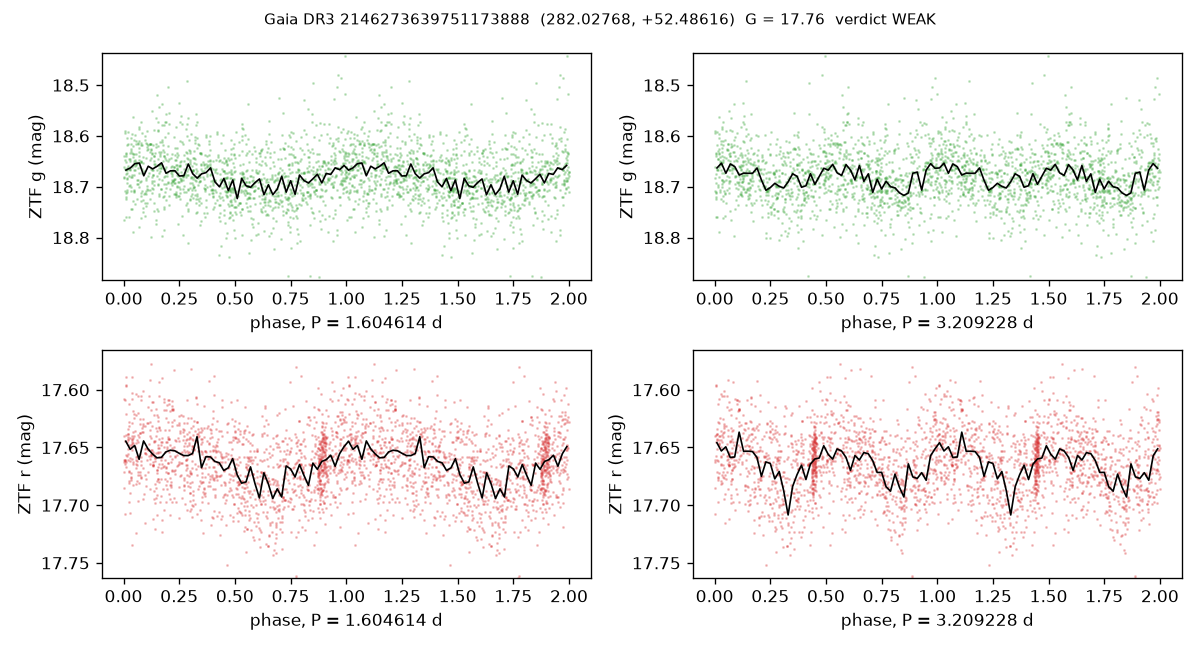 Gaia DR3 2146273639751173888  (282.02768, +52.48616)  G = 17.76  verdict WEAK
ZTF g (mag)
18.5
18.6
18.7
18.8
0.00 0.25 0.50 0.75 1.00 1.25 1.50 1.75 2.00
phase, P = 1.604614 d
ZTF g (mag)
18.5
18.6
18.7
18.8
0.00 0.25 0.50 0.75 1.00 1.25 1.50 1.75 2.00
phase, P = 3.209228 d
ZTF r (mag)
17.60
17.65
17.70
17.75
0.00 0.25 0.50 0.75 1.00 1.25 1.50 1.75 2.00
phase, P = 1.604614 d
ZTF r (mag)
17.60
17.65
17.70
17.75
0.00 0.25 0.50 0.75 1.00 1.25 1.50 1.75 2.00
phase, P = 3.209228 d